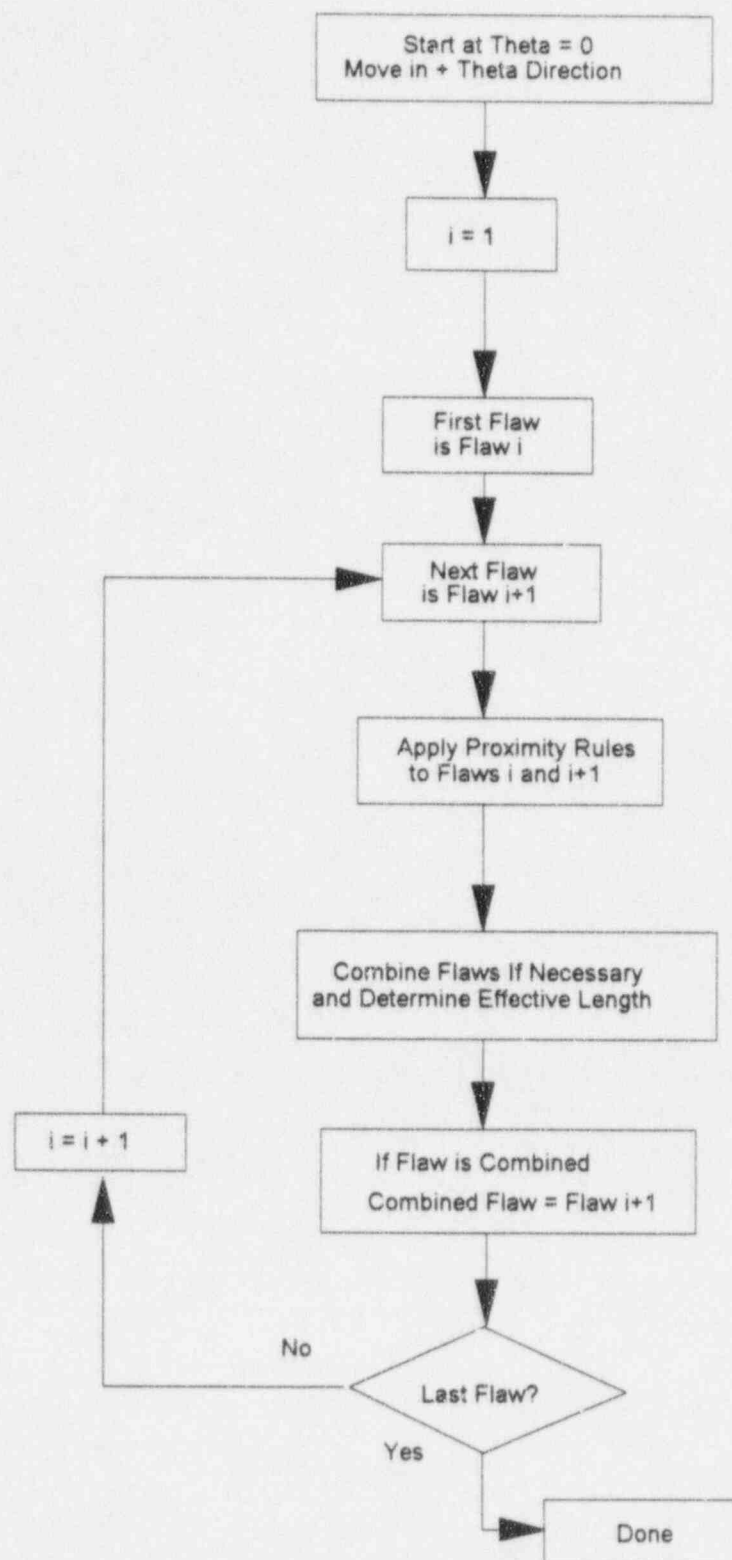 Start at Theta = 0
Move in + Theta Direction
i = 1
First Flaw
is Flaw i
Next Flaw
is Flaw i+1
Apply Proximity Rules
to Flaws i and i+1
Combine Flaws If Necessary
and Determine Effective Length
i = i + 1
If Flaw is Combined
Combined Flaw = Flaw i+1
No
Last Flaw?
Yes
Done